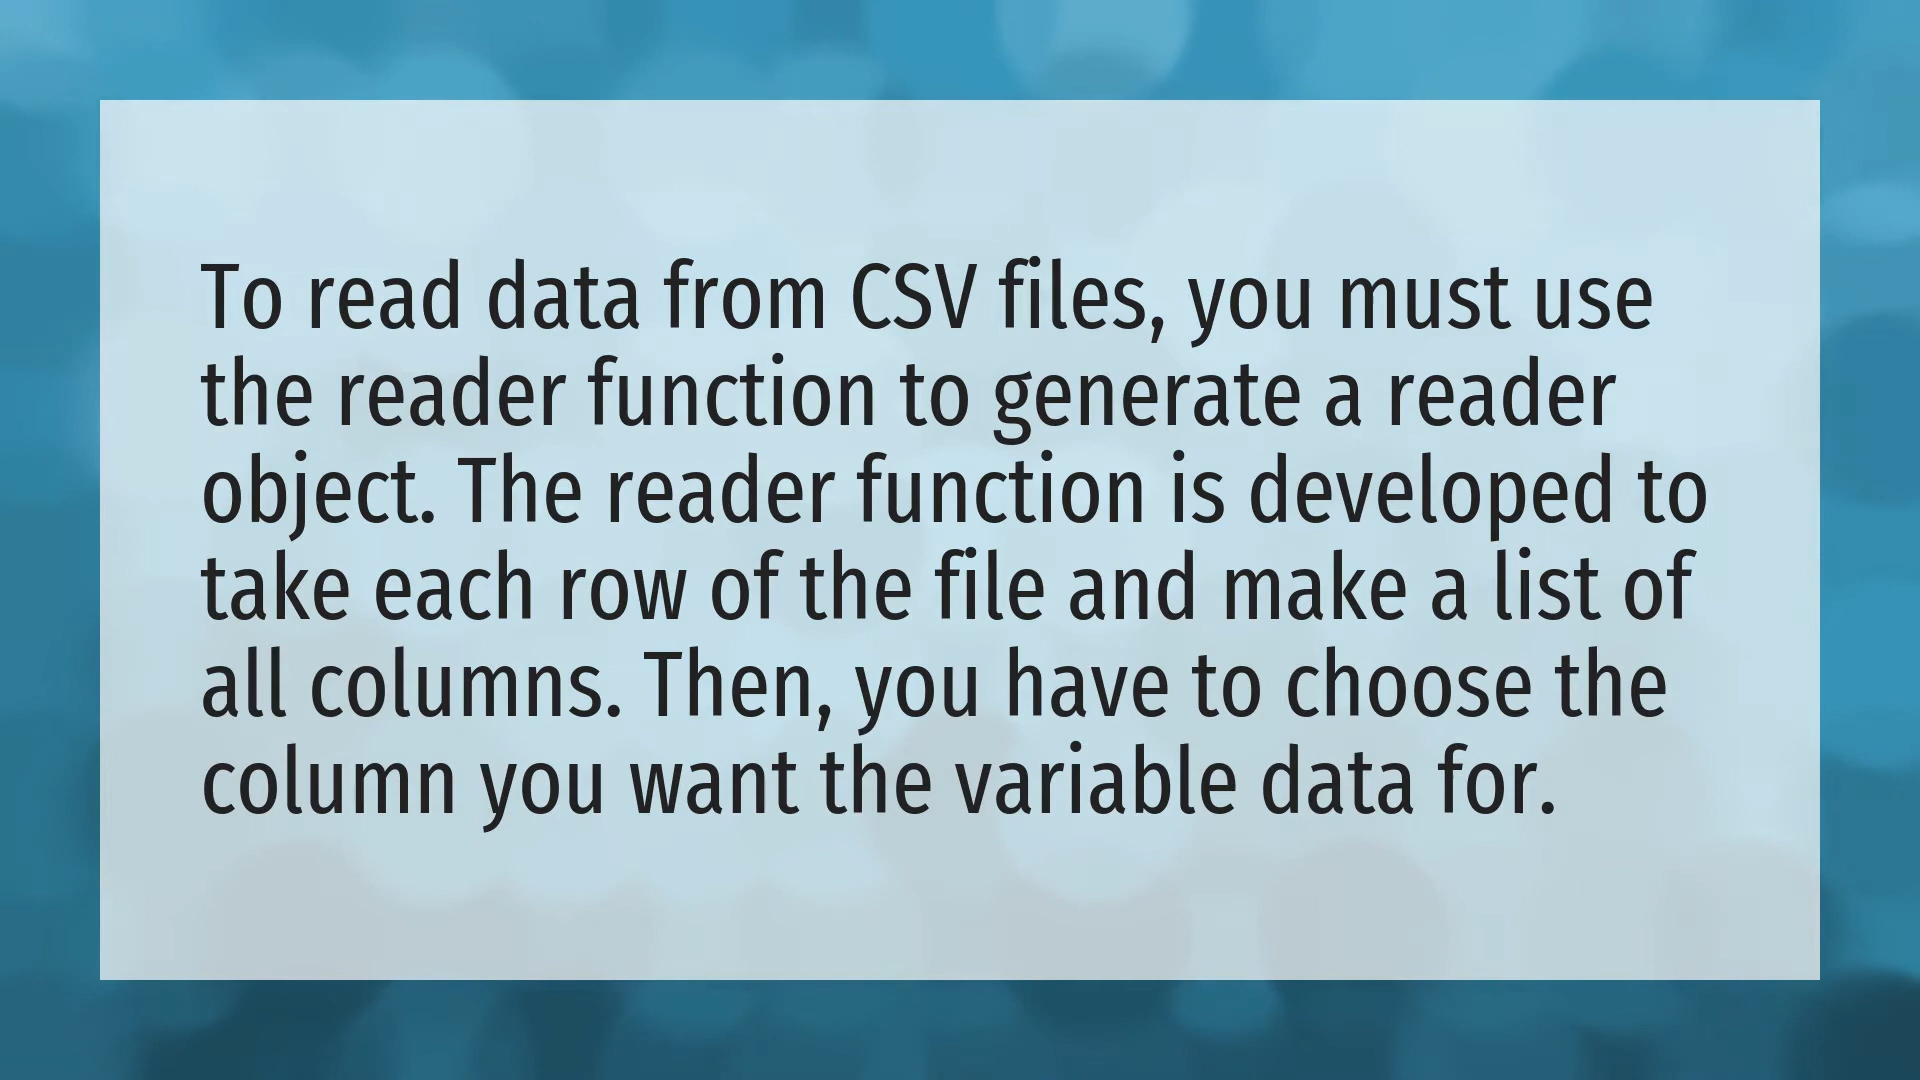 To read data from CSV files, you must use
the reader function to generate a reader
object. The reader function is developed to
take each row of the file and make a list of
all columns. Then, you have to choose the
column you want the variable data for.